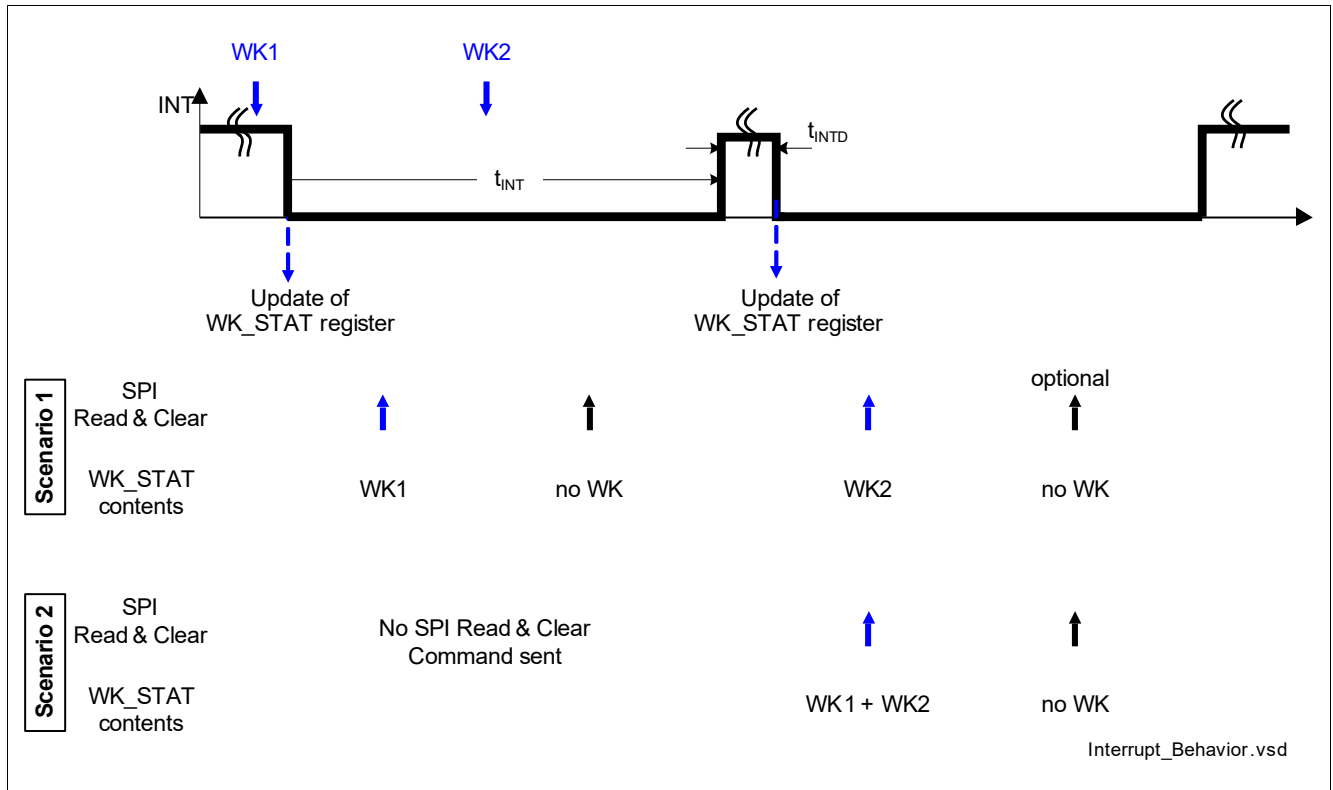 WK1 WK2
INT
tINTD
tINT
Update of
WK_STAT register
Update of
WK_STAT register
Scenario 1
SPI
Read & Clear
optional
WK_STAT
contents
WK1 no WK WK2 no WK
Scenario 2
SPI
Read & Clear
No SPI Read & Clear
Command sent
WK_STAT
contents
WK1 + WK2 no WK
Interrupt_Behavior.vsd